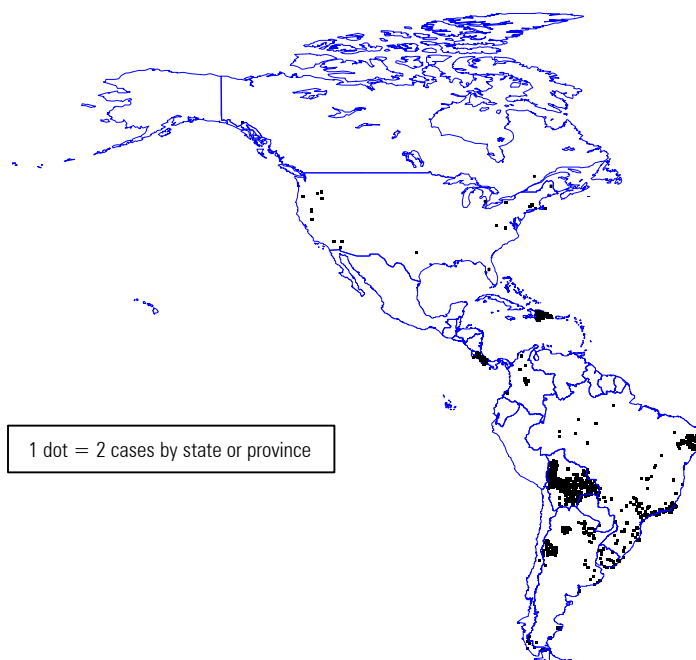 1 dot = 2 cases by state or province